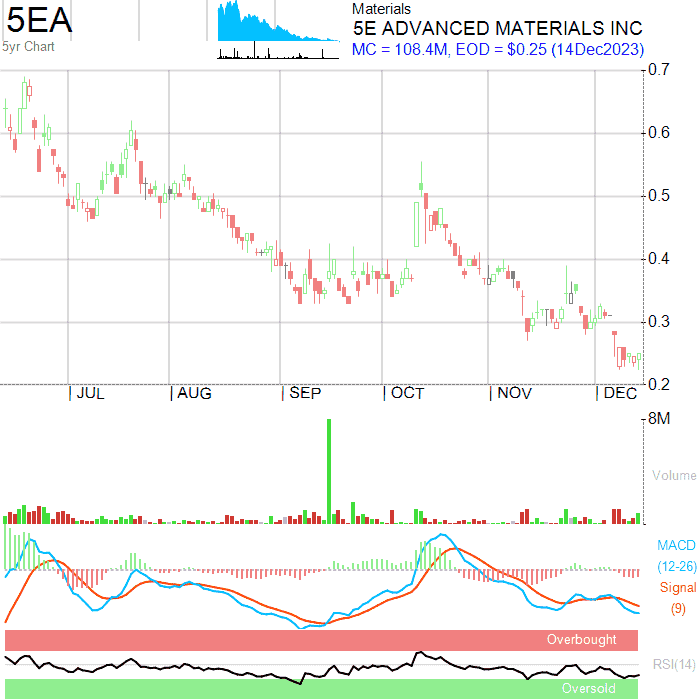 5EA
5yr Chart
Materials
5E ADVANCED MATERIALS INC
MC = 108.4M, EOD = $0.25 (14Dec2023)
0.7
0.6
0.5
0.4
0.3
0.2
JUL AUG SEP OCT NOV DEC
8M
Volume
MACD
(12-26)
Signal
(9)
Overbought
RSI(14)
Oversold